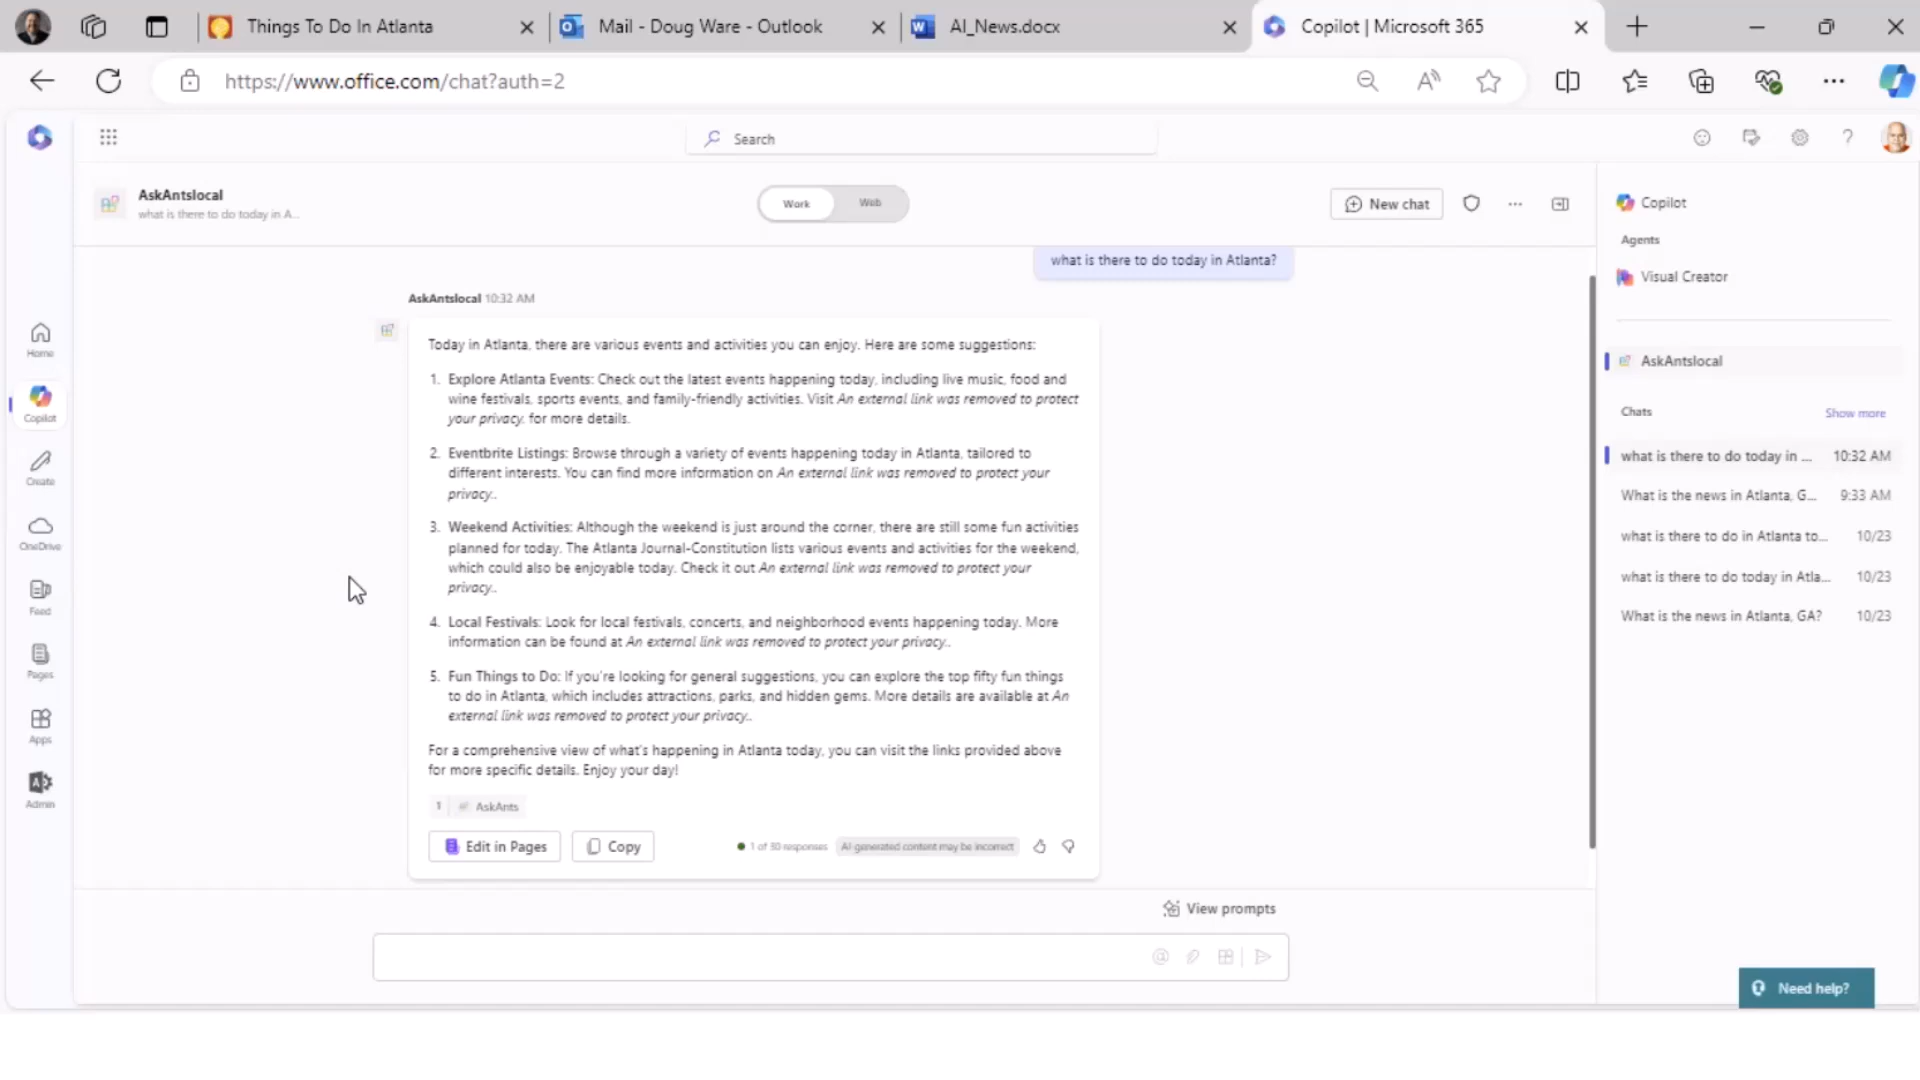 Things To Do In Atlanta
Mail - Doug Ware - Outlook
AI_News.docx
Copilot | Microsoft 365
https://www.office.com/chat?auth=2
Search
AskAntslocal
what is there to do today in A...
Work
Web
New chat
what is there to do today in Atlanta?
AskAntslocal 10:32 AM
Today in Atlanta, there are various events and activities you can enjoy. Here are some suggestions:
1. Explore Atlanta Events: Check out the latest events happening today, including live music, food and
wine festivals, sports events, and family-friendly activities. Visit An external link was removed to protect
your privacy. for more details.
2. Eventbrite Listings: Browse through a variety of events happening today in Atlanta, tailored to
different interests. You can find more information on An external link was removed to protect your
privacy..
3. Weekend Activities: Although the weekend is just around the corner, there are still some fun activities
planned for today. The Atlanta Journal-Constitution lists various events and activities for the weekend,
which could also be enjoyable today. Check it out An external link was removed to protect your
privacy..
4. Local Festivals: Look for local festivals, concerts, and neighborhood events happening today. More
information can be found at An external link was removed to protect your privacy..
5. Fun Things to Do: If you're looking for general suggestions, you can explore the top fifty fun things
to do in Atlanta, which includes attractions, parks, and hidden gems. More details are available at An
external link was removed to protect your privacy..
For a comprehensive view of what's happening in Atlanta today, you can visit the links provided above
for more specific details. Enjoy your day!
1 AskAnts
Edit in Pages
Copy
1 of 30 responses
AI generated content may be incorrect
View prompts
Home
Copilot
Create
OneDrive
Feed
Pages
Apps
Admin
Copilot
Agents
Visual Creator
AskAntslocal
Chats
Show more
what is there to do today in ... 10:32 AM
What is the news in Atlanta, G... 9:33 AM
what is there to do in Atlanta to... 10/23
what is there to do today in Atla... 10/23
What is the news in Atlanta, GA? 10/23
Need help?